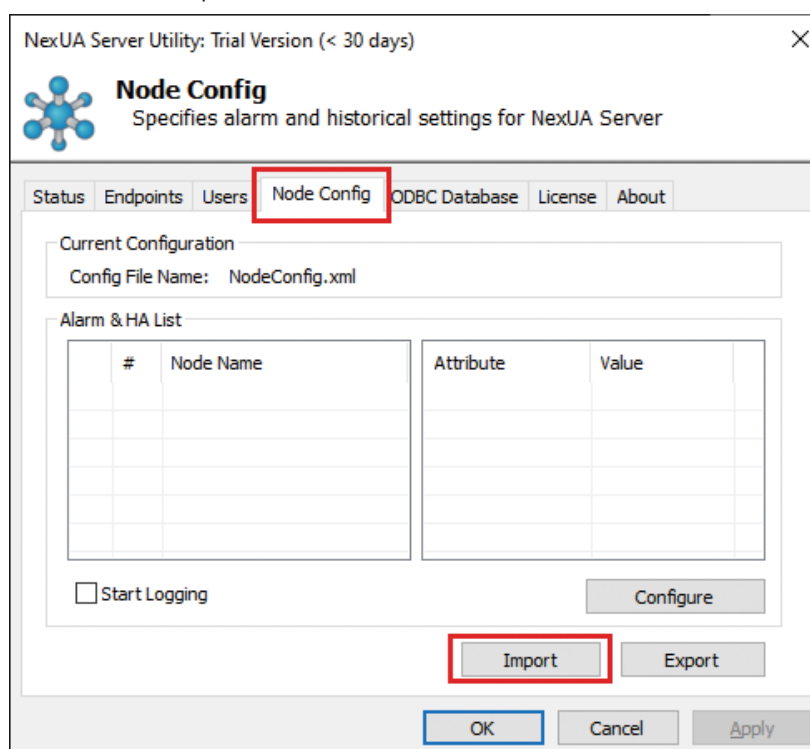 NexUA Server Utility: Trial Version (< 30 days)
Node Config
Specifies alarm and historical settings for NexUA Server
Status Endpoints Users Node Config ODBC Database License About
Current Configuration
Config File Name: NodeConfig.xml
Alarm & HA List
# Node Name Attribute Value
Start Logging Configure
Import Export
OK Cancel Apply